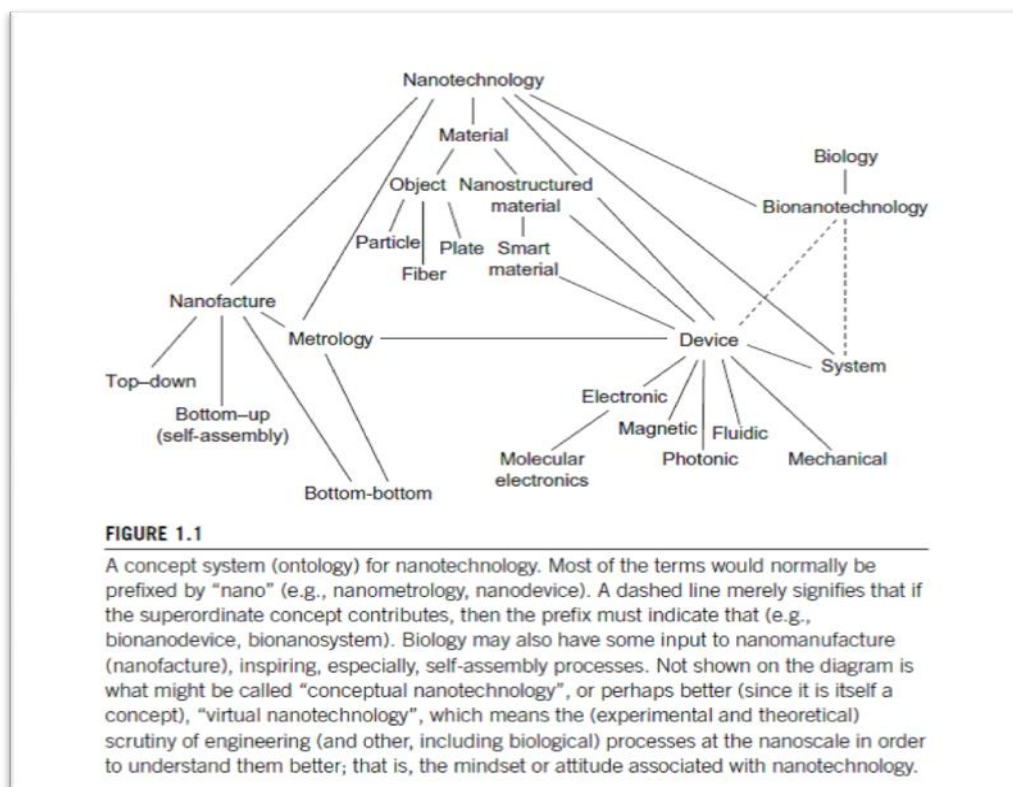 Nanotechnology
Material
Biology
Object Nanostructured
material
Bionanotechnology
Particle
Plate Smart
material
Fiber
Nanofacture
Metrology
Device
System
Top–down
Bottom–up
(self-assembly)
Electronic
Magnetic
Fluidic
Molecular
electronics
Photonic
Mechanical
Bottom-bottom
FIGURE 1.1
A concept system (ontology) for nanotechnology. Most of the terms would normally be
prefixed by “nano” (e.g., nanometrology, nanodevice). A dashed line merely signifies that if
the superordinate concept contributes, then the prefix must indicate that (e.g.,
bionanodevice, bionanosystem). Biology may also have some input to nanomanufacture
(nanofacture), inspiring, especially, self-assembly processes. Not shown on the diagram is
what might be called “conceptual nanotechnology”, or perhaps better (since it is itself a
concept), “virtual nanotechnology”, which means the (experimental and theoretical)
scrutiny of engineering (and other, including biological) processes at the nanoscale in order
to understand them better; that is, the mindset or attitude associated with nanotechnology.